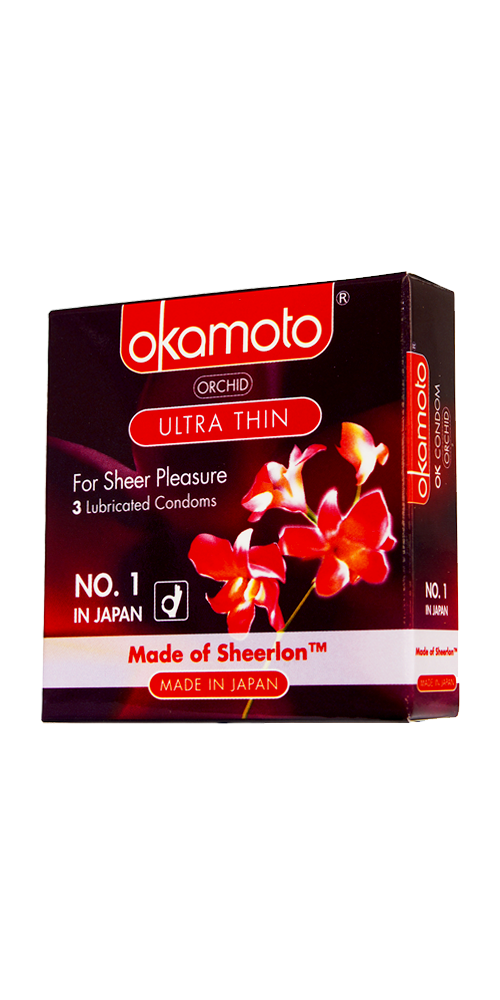 okamoto®
ORCHID
ULTRA THIN
For Sheer Pleasure
3 Lubricated Condoms
NO. 1
IN JAPAN
Made of Sheerlon™
MADE IN JAPAN
okamoto®
OK CONDOM
ORCHID
NO. 1
IN JAPAN
Made of Sheerlon™
MADE IN JAPAN